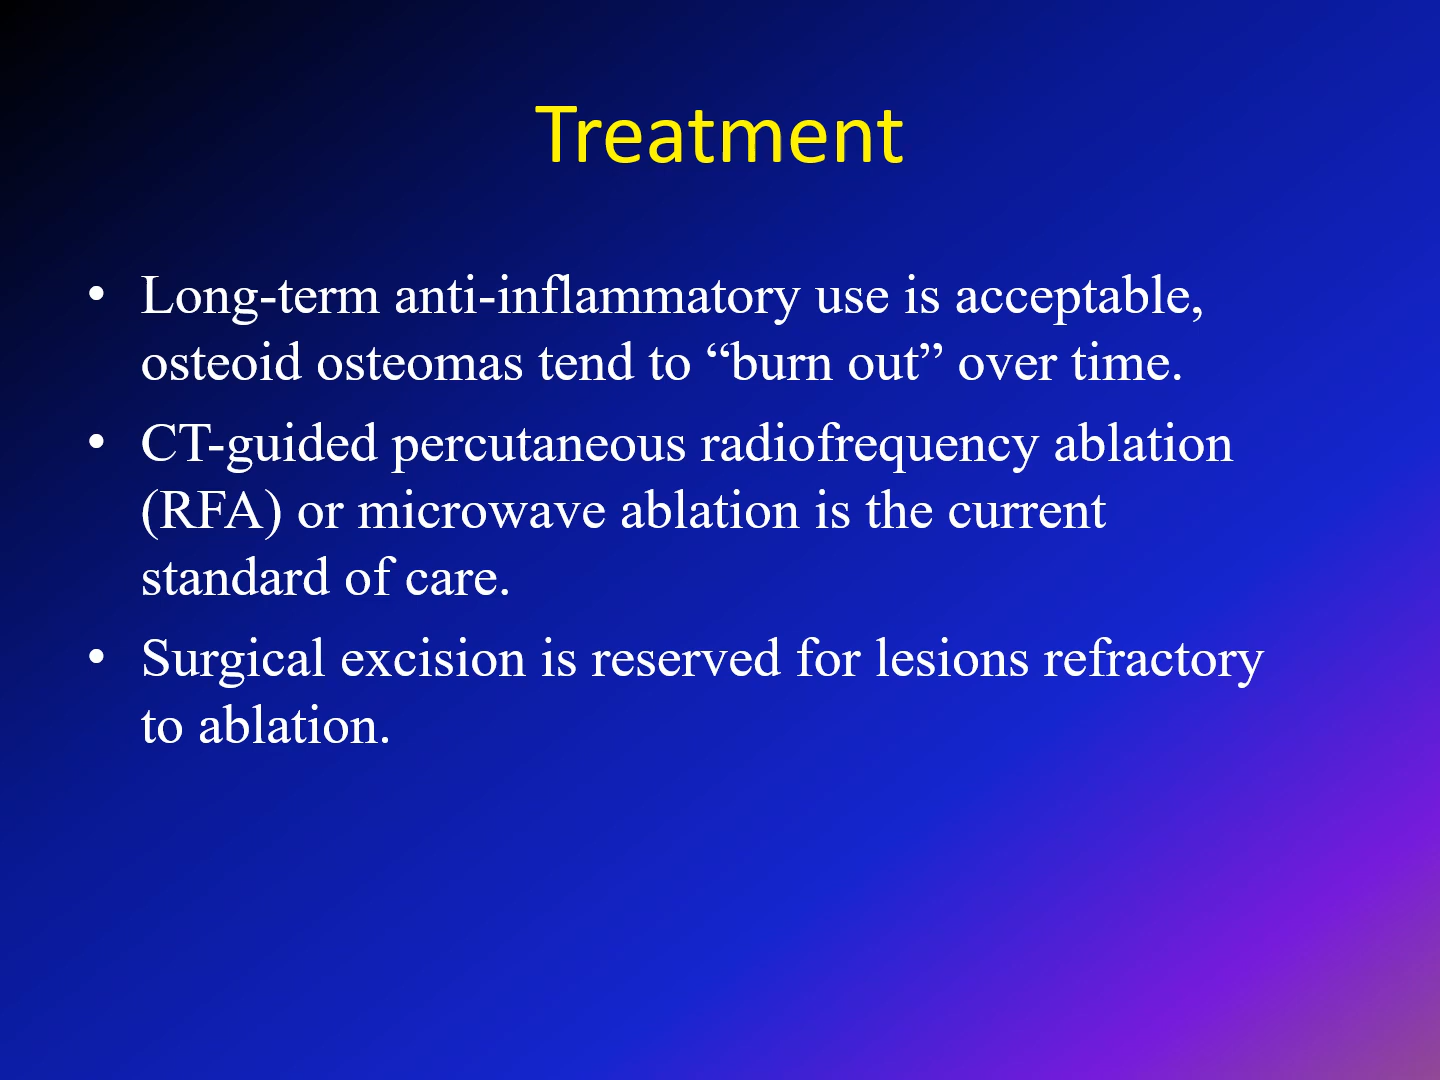 Treatment
• Long-term anti-inflammatory use is acceptable,
osteoid osteomas tend to “burn out” over time.
• CT-guided percutaneous radiofrequency ablation
(RFA) or microwave ablation is the current
standard of care.
• Surgical excision is reserved for lesions refractory
to ablation.